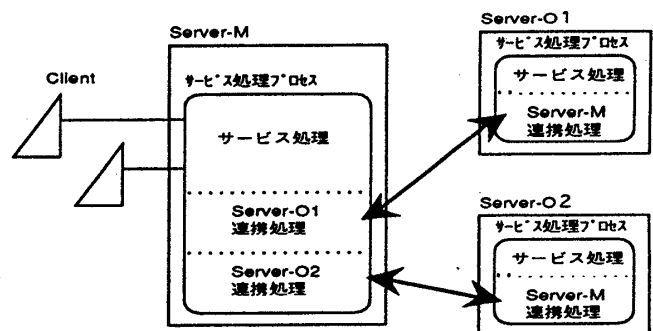 Server-M
Client
サービス処理プロセス
サービス処理
Server-O1
連携処理
Server-O2
連携処理
Server-O1
サービス処理プロセス
サービス処理
Server-M
連携処理
Server-O2
サービス処理プロセス
サービス処理
Server-M
連携処理